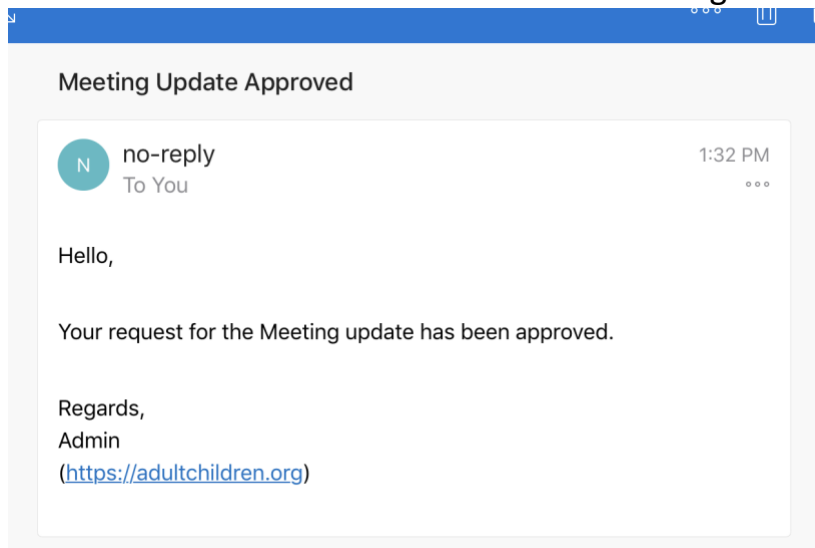 Meeting Update Approved
N
no-reply
1:32 PM
To You
Hello,
Your request for the Meeting update has been approved.
Regards,
Admin
(https://adultchildren.org)